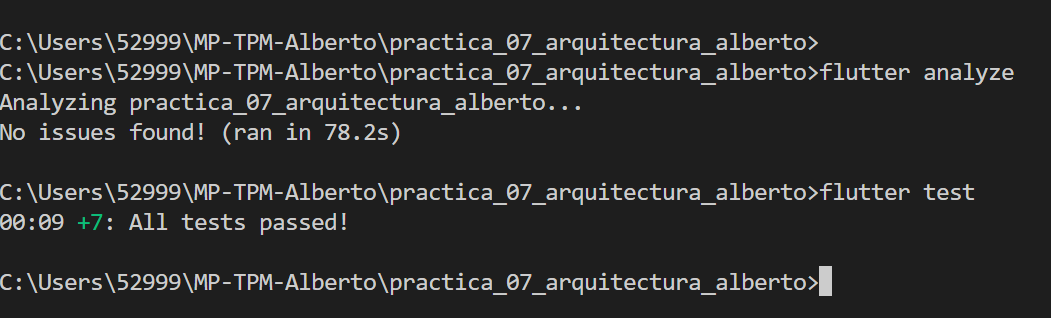 C:\Users\52999\MP-TPM-Alberto\practica_07_arquitectura_alberto>
C:\Users\52999\MP-TPM-Alberto\practica_07_arquitectura_alberto>flutter analyze
Analyzing practica_07_arquitectura_alberto...
No issues found! (ran in 78.2s)
C:\Users\52999\MP-TPM-Alberto\practica_07_arquitectura_alberto>flutter test
00:09 +7: All tests passed!
C:\Users\52999\MP-TPM-Alberto\practica_07_arquitectura_alberto>